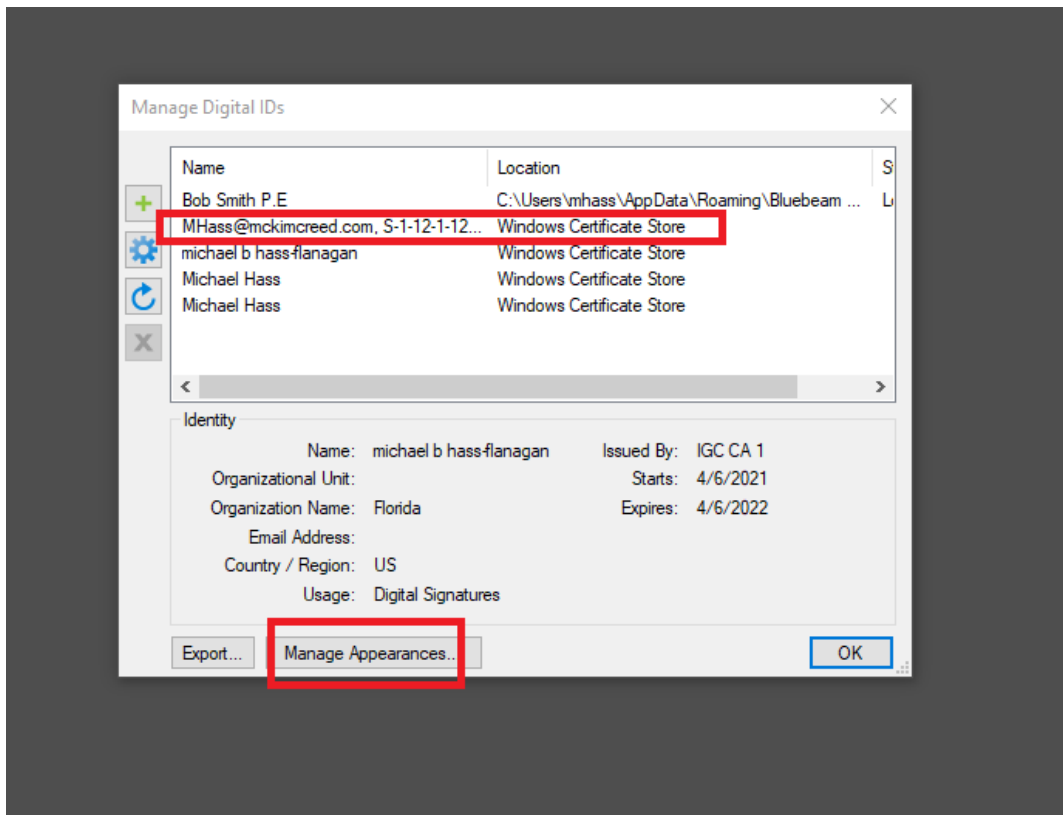 Manage Digital IDs
Name Location S
Bob Smith P.E C:\Users\mhass\AppData\Roaming\Bluebeam ... L
MHass@mckimcreed.com, S-1-12-1-12... Windows Certificate Store
michael b hass-flanagan Windows Certificate Store
Michael Hass Windows Certificate Store
Michael Hass Windows Certificate Store
Identity
Name: michael b hass-flanagan Issued By: IGC CA 1
Organizational Unit: Starts: 4/6/2021
Organization Name: Florida Expires: 4/6/2022
Email Address:
Country / Region: US
Usage: Digital Signatures
Export... Manage Appearances... OK